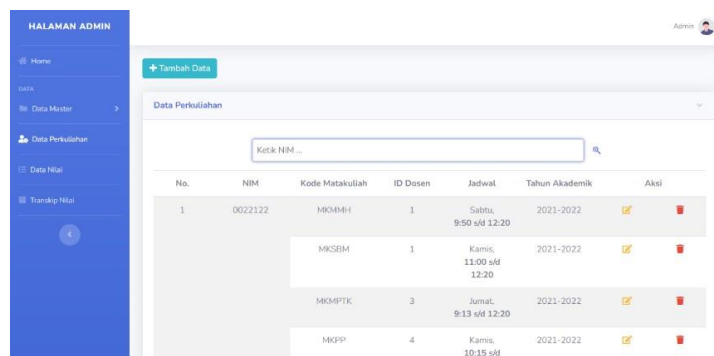 HALAMAN ADMIN
Admin
Home
Tambah Data
DATA
Data Master
Data Perkuliahan
Data Perkuliahan
Ketik NIM ...
Data Nilai
No. NIM Kode Matakuliah ID Dosen Jadwal Tahun Akademik Aksi
Transkip Nilai
1 0022122 MKMMH 1 Sabtu, 2021-2022
9:50 s/d 12:20
MKSBM 1 Kamis, 2021-2022
11:00 s/d
12:20
MKMPTK 3 Jumat, 2021-2022
9:13 s/d 12:20
MKPP 4 Kamis, 2021-2022
10:15 s/d